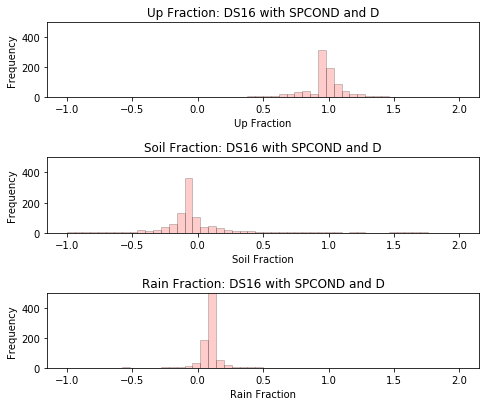 Up Fraction: DS16 with SPCOND and D
Frequency
400
200
0
−1.0 −0.5 0.0 0.5 1.0 1.5 2.0
Up Fraction
Soil Fraction: DS16 with SPCOND and D
Frequency
400
200
0
−1.0 −0.5 0.0 0.5 1.0 1.5 2.0
Soil Fraction
Rain Fraction: DS16 with SPCOND and D
Frequency
400
200
0
−1.0 −0.5 0.0 0.5 1.0 1.5 2.0
Rain Fraction